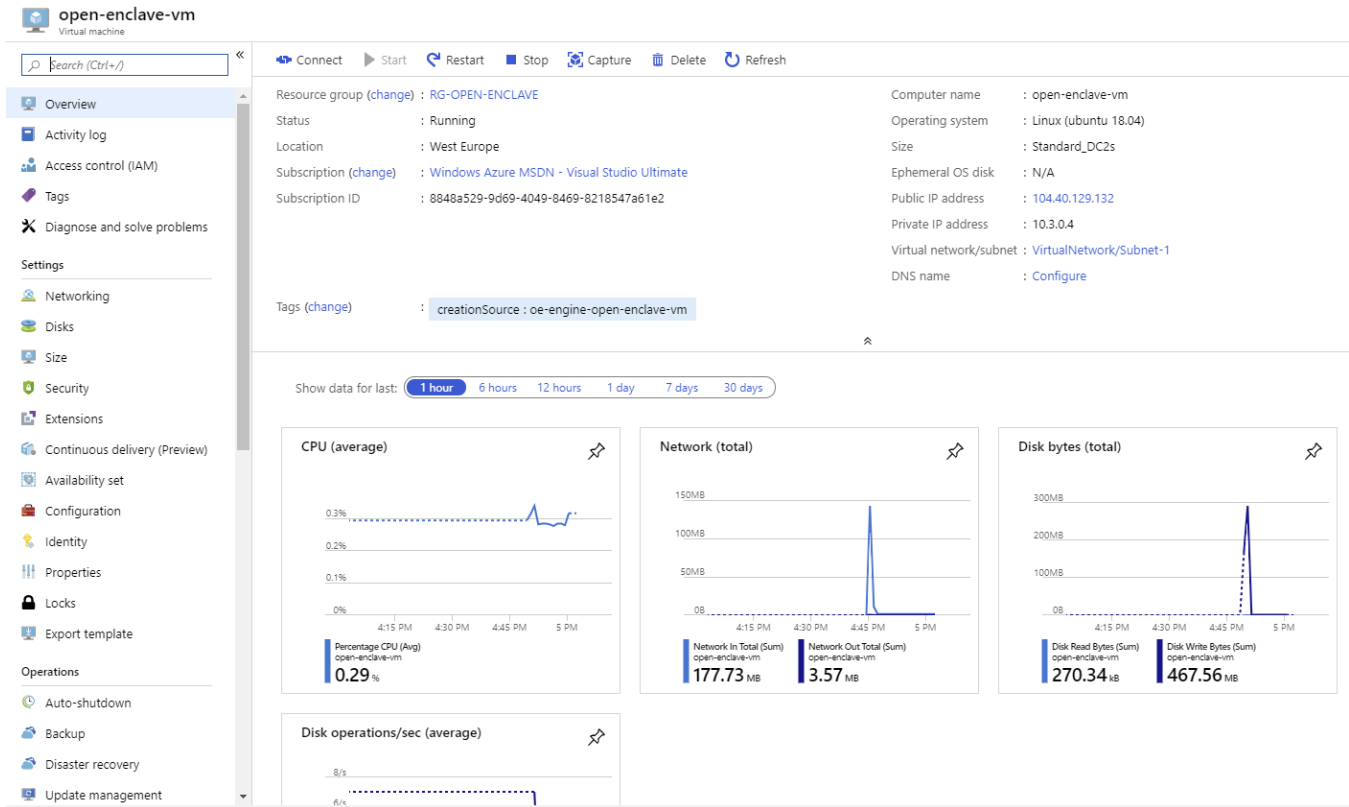 open-enclave-vm
Virtual machine
Search (Ctrl+/)
«
Overview
Activity log
Access control (IAM)
Tags
Diagnose and solve problems
Settings
Networking
Disks
Size
Security
Extensions
Continuous delivery (Preview)
Availability set
Configuration
Identity
Properties
Locks
Export template
Operations
Auto-shutdown
Backup
Disaster recovery
Update management
Connect Start Restart Stop Capture Delete Refresh
Resource group (change) : RG-OPEN-ENCLAVE
Status : Running
Location : West Europe
Subscription (change) : Windows Azure MSDN - Visual Studio Ultimate
Subscription ID : 8848a529-9d69-4049-8469-8218547a61e2
Computer name : open-enclave-vm
Operating system : Linux (ubuntu 18.04)
Size : Standard_DC2s
Ephemeral OS disk : N/A
Public IP address : 104.40.129.132
Private IP address : 10.3.0.4
Virtual network/subnet : VirtualNetwork/Subnet-1
DNS name : Configure
Tags (change) : creationSource : oe-engine-open-enclave-vm
Show data for last: 1 hour 6 hours 12 hours 1 day 7 days 30 days
CPU (average)
0.3%
0.2%
0.1%
0%
4:15 PM 4:30 PM 4:45 PM 5 PM
Percentage CPU (Avg)
open-enclave-vm
0.29 %
Network (total)
150MB
100MB
50MB
0B
4:15 PM 4:30 PM 4:45 PM 5 PM
Network In Total (Sum)
open-enclave-vm
177.73 MB
Network Out Total (Sum)
open-enclave-vm
3.57 MB
Disk bytes (total)
300MB
200MB
100MB
0B
4:15 PM 4:30 PM 4:45 PM 5 PM
Disk Read Bytes (Sum)
open-enclave-vm
270.34 kB
Disk Write Bytes (Sum)
open-enclave-vm
467.56 MB
Disk operations/sec (average)
8/s
6/s